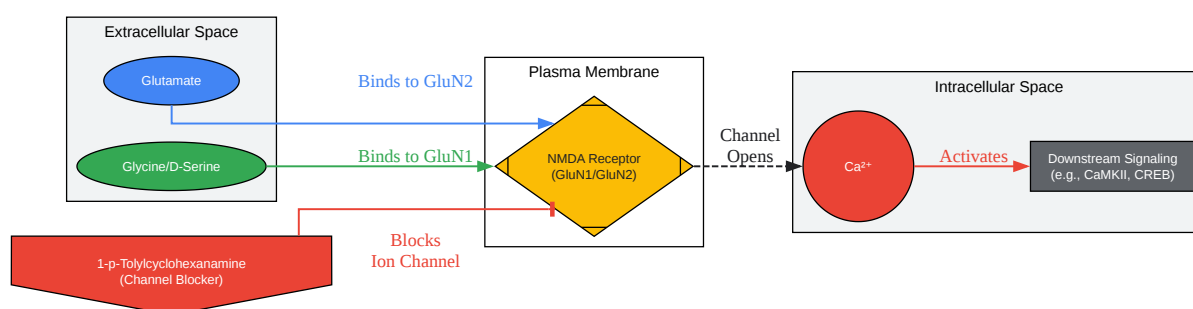 Extracellular Space
Glutamate
Glycine/D-Serine
Binds to GluN2
Binds to GluN1
Plasma Membrane
NMDA Receptor
(GluN1/GluN2)
Channel
Opens
Intracellular Space
Ca²⁺
Activates
Downstream Signaling
(e.g., CaMKII, CREB)
Blocks
Ion Channel
1-p-Tolylcyclohexanamine
(Channel Blocker)